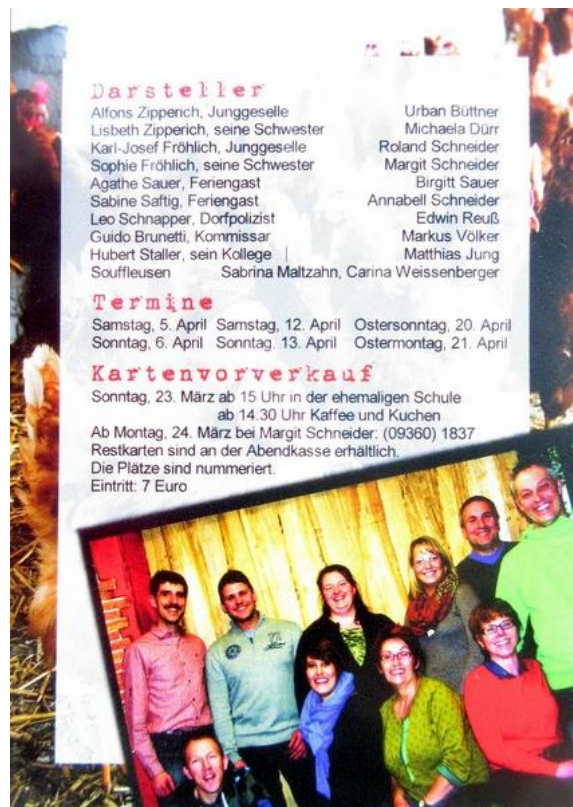 Darsteller
Alfons Zipperich, Junggeselle Urban Büttner
Lisbeth Zipperich, seine Schwester Michaela Dürr
Karl-Josef Fröhlich, Junggeselle Roland Schneider
Sophie Fröhlich, seine Schwester Margit Schneider
Agathe Sauer, Feriengast Birgitt Sauer
Sabine Saftig, Feriengast Annabell Schneider
Leo Schnapper, Dorfpolizist Edwin Reuß
Guido Brunetti, Kommissar Markus Völker
Hubert Staller, sein Kollege | Matthias Jung
Souffleusen Sabrina Maltzahn, Carina Weissenberger
Termine
Samstag, 5. April Samstag, 12. April Ostersonntag, 20. April
Sonntag, 6. April Sonntag, 13. April Ostermontag, 21. April
Kartenvorverkauf
Sonntag, 23. März ab 15 Uhr in der ehemaligen Schule
ab 14:30 Uhr Kaffee und Kuchen
Ab Montag, 24. März bei Margit Schneider: (09360) 1837
Restkarten sind an der Abendkasse erhältlich.
Die Plätze sind nummeriert.
Eintritt: 7 Euro